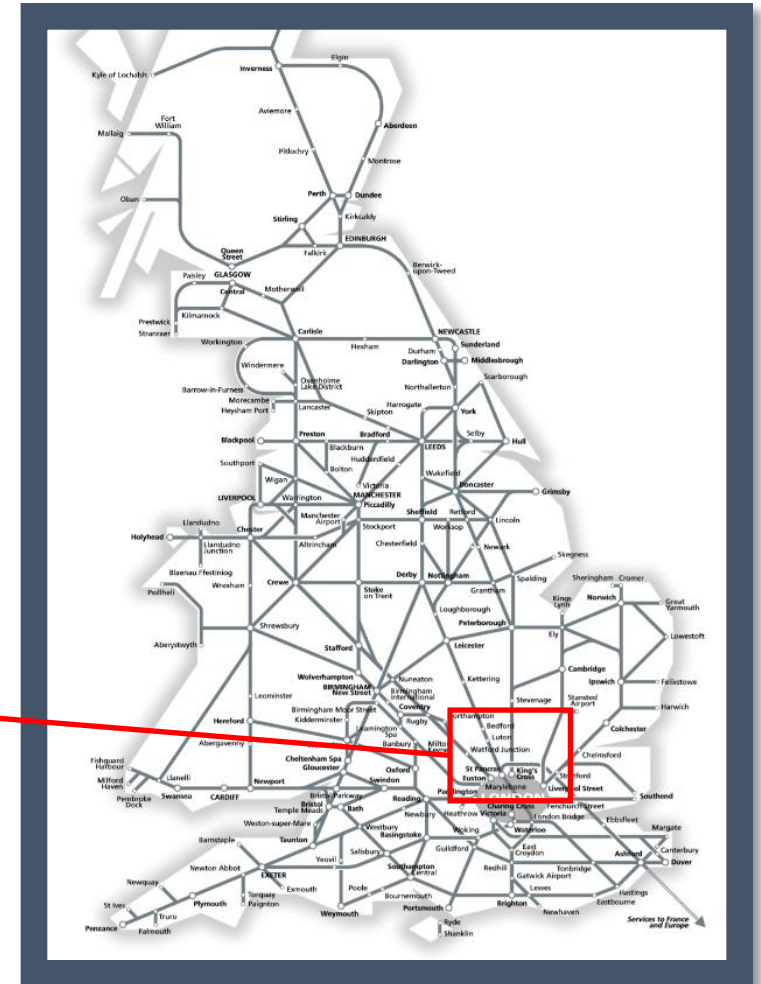 Elgin
Inverness
Kyle of Lochalsh
Aviemore
Fort
William
Mallaig
Aberdeen
Pitlochry
Montrose
Perth
Dundee
Oban
Stirling
Kirkcaldy
EDINBURGH
Queen
Street
Falkirk
Berwick-
upon-Tweed
Paisley
GLASGOW
Central
Motherwell
Prestwick
Kilmarnock
Stranraer
Carlisle
NEWCASTLE
Workington
Hexham
Sunderland
Durham
Darlington
Middlesbrough
Windermere
Scarborough
Oxenholme
Lake District
Barrow-in-Furness
Northallerton
Morecambe
Heysham Port
Lancaster
Harrogate
York
Skipton
Preston
Bradford
Selby
Blackpool
Blackburn
LEEDS
Hull
Southport
Huddersfield
Bolton
Wakefield
Wigan
Victoria
MANCHESTER
Piccadilly
Doncaster
Grimsby
LIVERPOOL
Warrington
Manchester
Airport
Sheffield
Retford
Lincoln
Llandudno
Chester
Stockport
Worksop
Holyhead
Llandudno
Junction
Altrincham
Chesterfield
Newark
Skegness
Blaenau Ffestiniog
Wrexham
Crewe
Stoke
on Trent
Derby
Nottingham
Grantham
Spalding
Sheringham
Cromer
Pwllheli
Loughborough
Kings
Lynn
Norwich
Great
Yarmouth
Shrewsbury
Peterborough
Ely
Lowestoft
Aberystwyth
Stafford
Leicester
Wolverhampton
Cambridge
BIRMINGHAM
New Street
Nuneaton
Birmingham
International
Kettering
Ipswich
Felixstowe
Leominster
Coventry
Stevenage
Stansted
Airport
Harwich
Birmingham Moor Street
Kidderminster
Rugby
Northampton
Bedford
Hereford
Leamington
Spa
Colchester
Abergavenny
Banbury
Milton
Luton
Watford Junction
Chelmsford
Cheltenham Spa
Gloucester
Oxford
St Pancras
King's
Cross
Stratford
Fishguard
Harbour
Llanelli
Newport
Swindon
Euston
Marylebone
Liverpool Street
Milford
Haven
Pembroke
Dock
Swansea
CARDIFF
Bristol Parkway
Bristol
Temple Meads
Bath
Reading
Paddington
LONDON
Southend
Weston-super-Mare
Newbury
Heathrow
Victoria
Charing Cross
Fenchurch Street
London Bridge
Ebbsfleet
Westbury
Basingstoke
Woking
Waterloo
Margate
Barnstaple
Taunton
Salisbury
Guildford
East
Croydon
Canterbury
Yeovil
Southampton
Central
Redhill
Tonbridge
Ashford
Dover
Newton Abbot
EXETER
Gatwick Airport
Newquay
Exmouth
Poole
Lewes
Hastings
Torquay
Paignton
Bournemouth
Eastbourne
St Ives
Plymouth
Weymouth
Portsmouth
Brighton
Newhaven
Truro
Falmouth
Penzance
Ryde
Shanklin
Services to France
and Europe